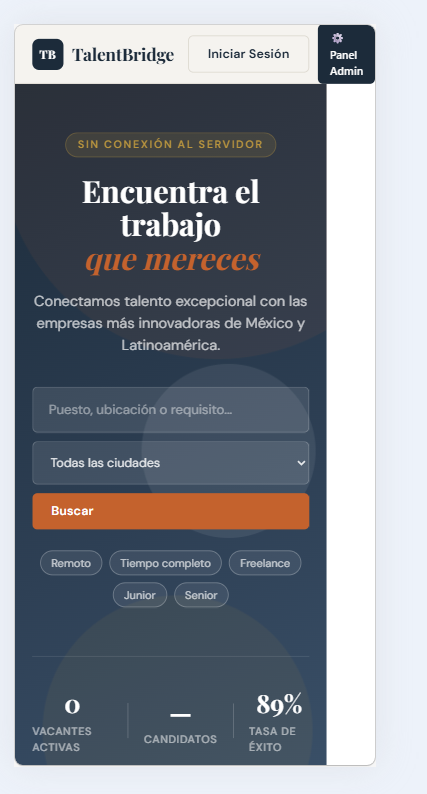 TB
TalentBridge
Iniciar Sesión
Panel
Admin
SIN CONEXIÓN AL SERVIDOR
Encuentra el
trabajo
que mereces
Conectamos talento excepcional con las
empresas más innovadoras de México y
Latinoamérica.
Puesto, ubicación o requisito...
Todas las ciudades
Buscar
Remoto
Tiempo completo
Freelance
Junior
Senior
0
VACANTES
ACTIVAS
—
CANDIDATOS
89%
TASA DE
ÉXITO